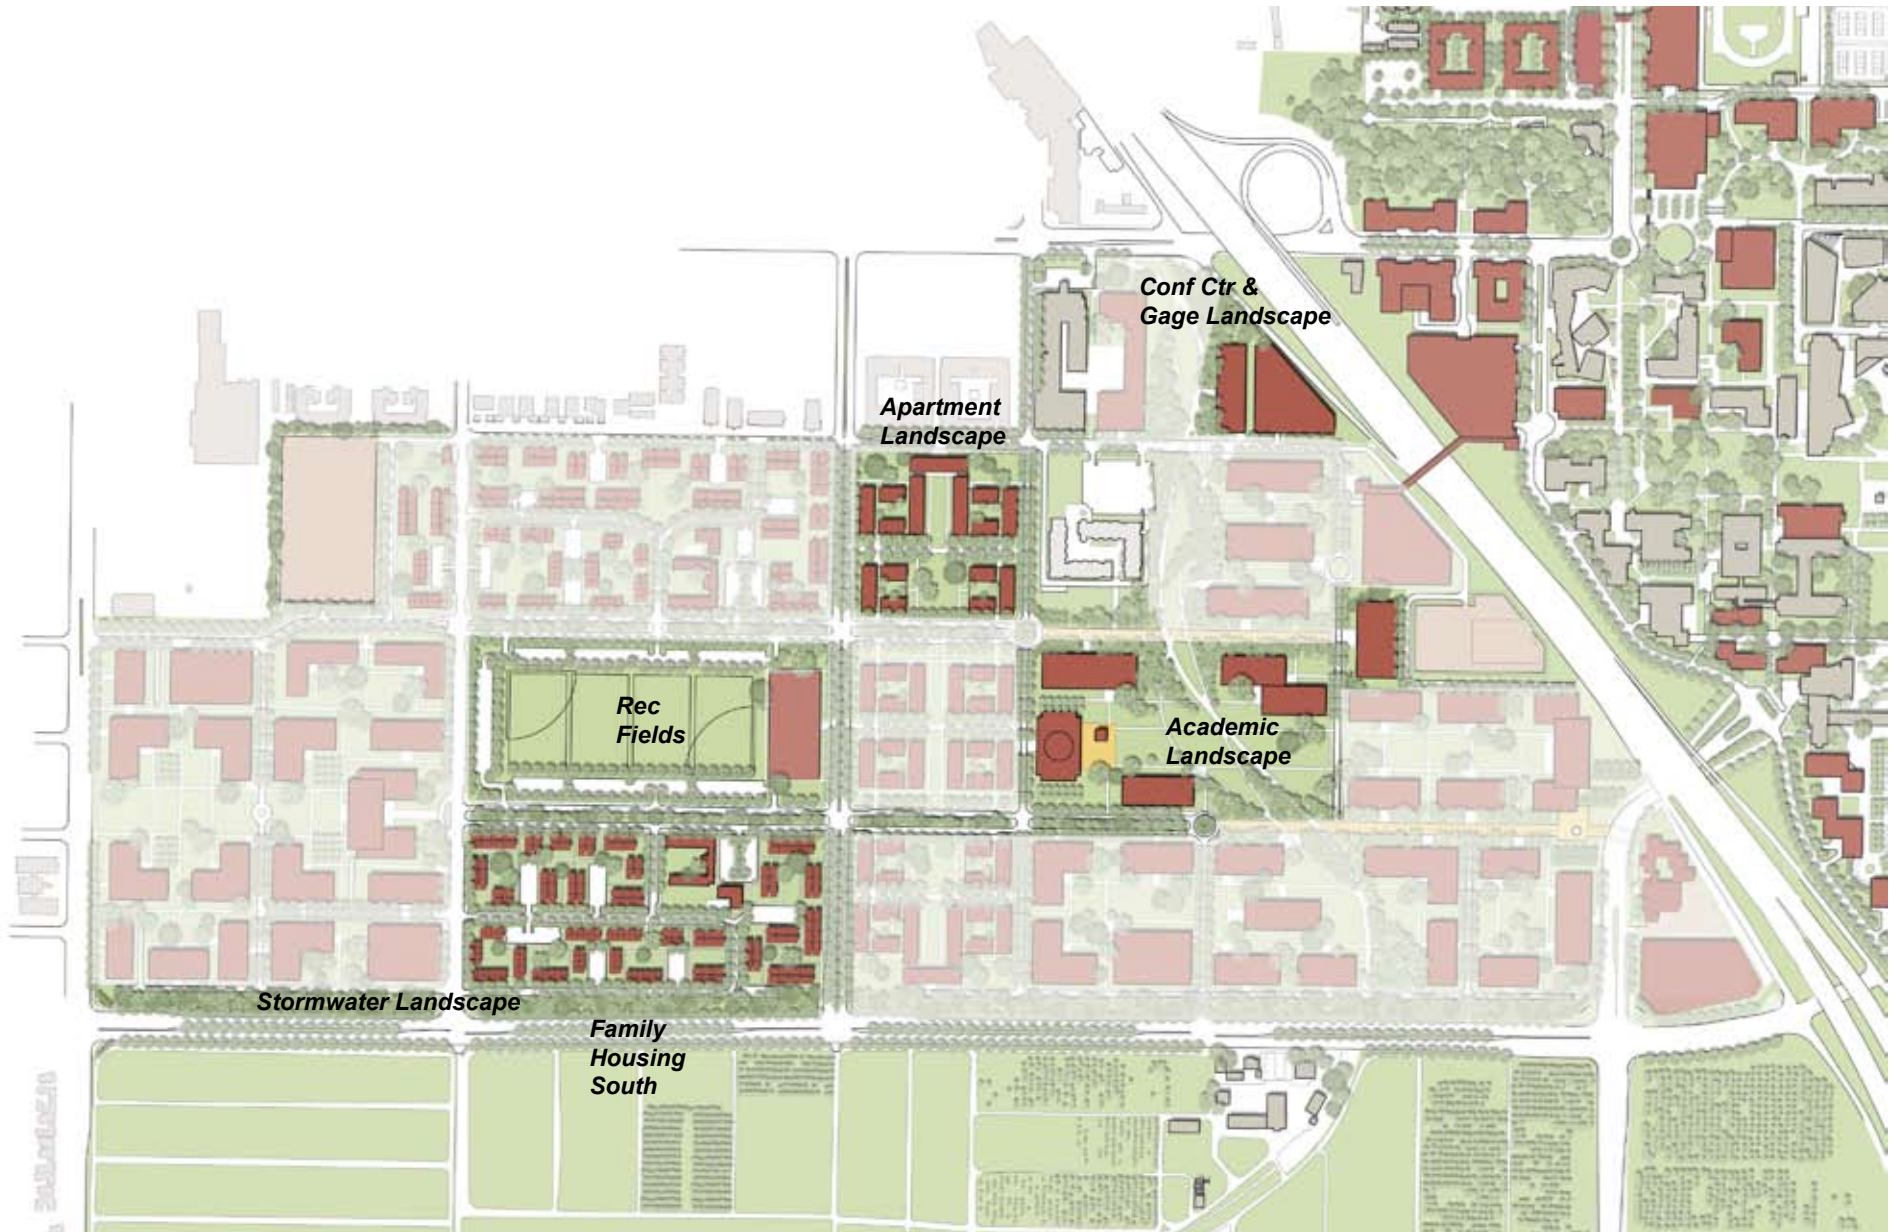 Conf Ctr &
Gage Landscape
Apartment
Landscape
Rec
Fields
Academic
Landscape
Stormwater Landscape
Family
Housing
South